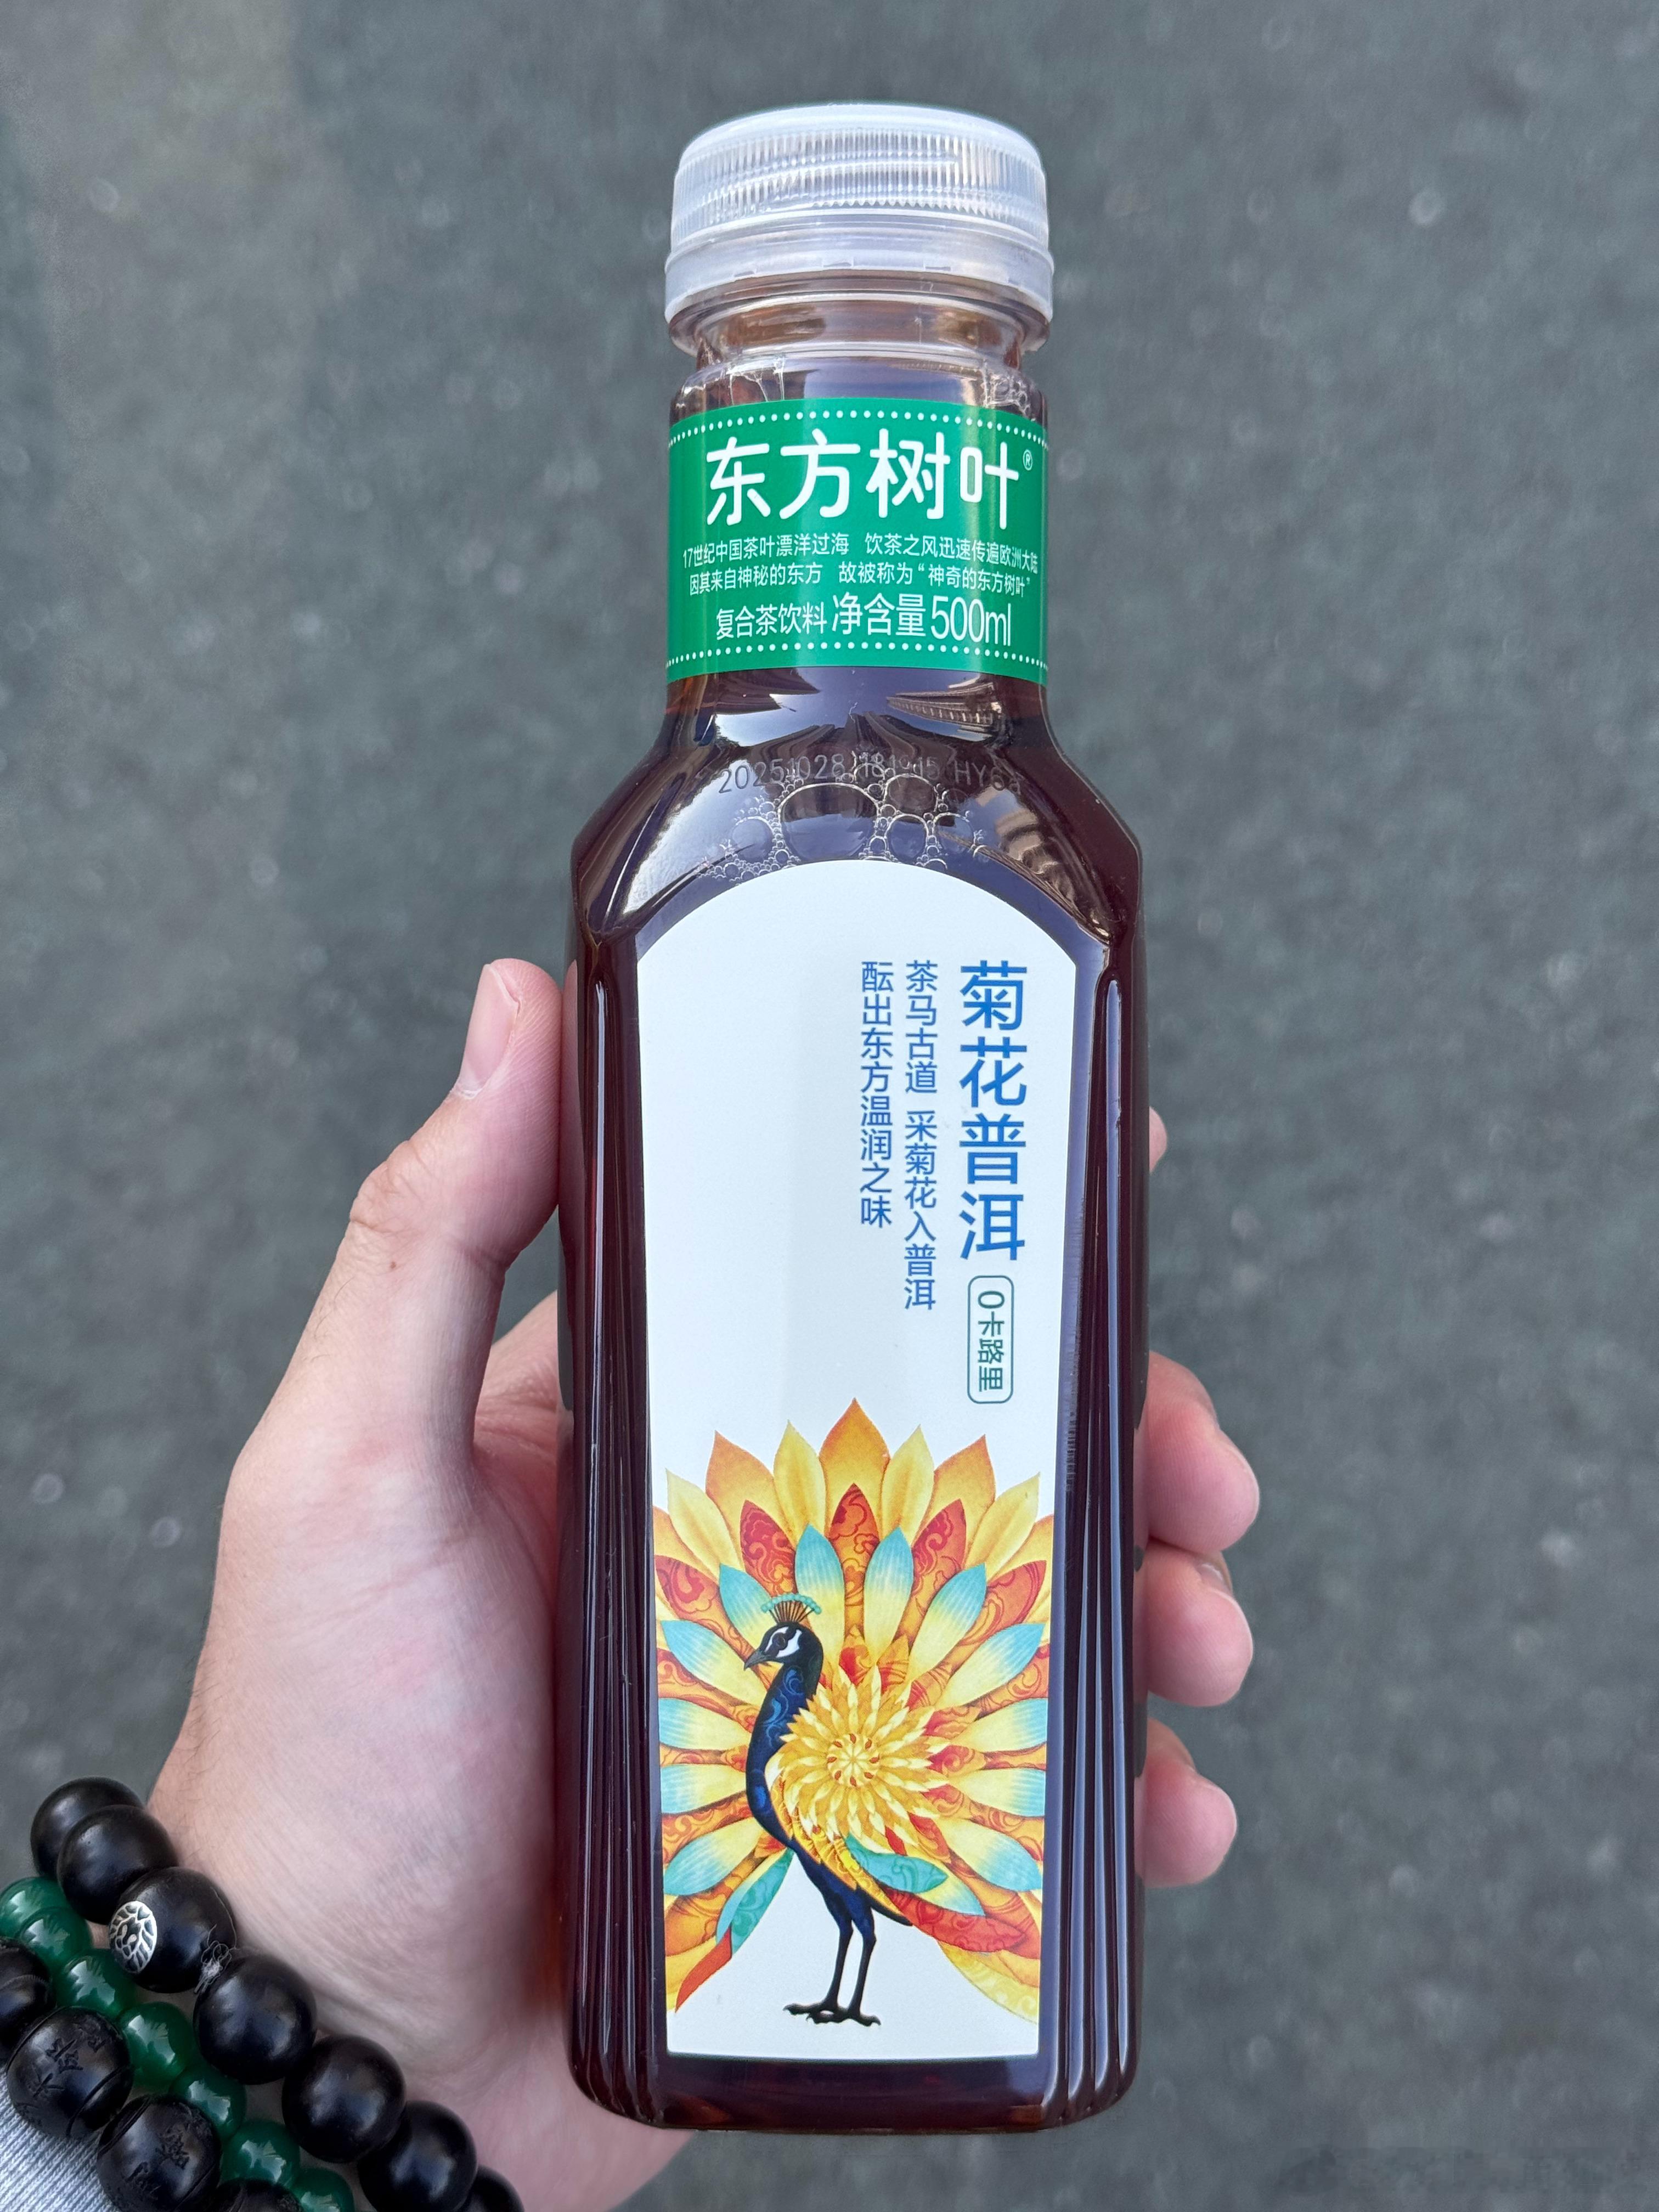 东方树叶®
17世纪中国茶叶漂洋过海 饮茶之风迅速传遍欧洲大陆
因其来自神秘的东方 故被称为“神奇的东方树叶”
复合茶饮料 净含量500ml
20251028 181915 HY6
菊花普洱
0卡路里
茶马古道 采菊花入普洱
酝出东方温润之味